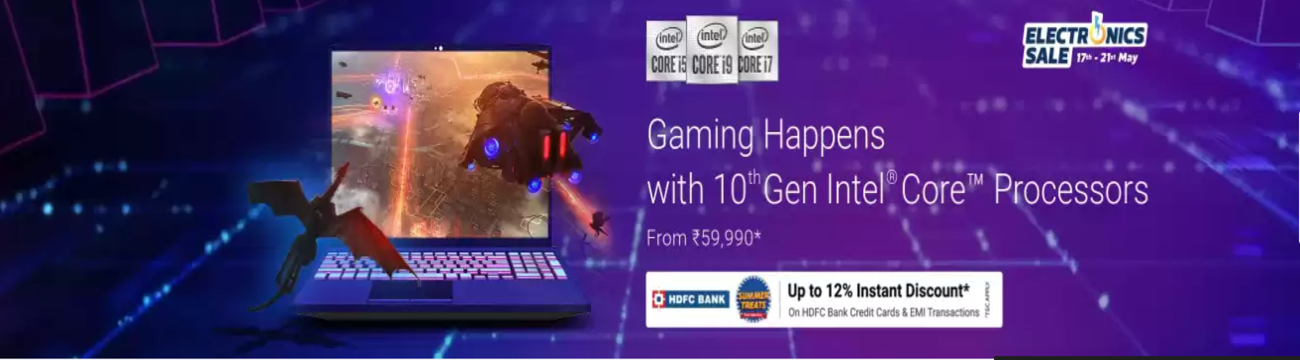 intel
CORE i5
intel
CORE i9
intel
CORE i7
ELECTRONICS
SALE 17th - 21st May
Gaming Happens
with 10th Gen Intel® Core™ Processors
From ₹59,990*
HDFC BANK
SUMMER
TREATS
Up to 12% Instant Discount*
On HDFC Bank Credit Cards & EMI Transactions
*T&C APPLY